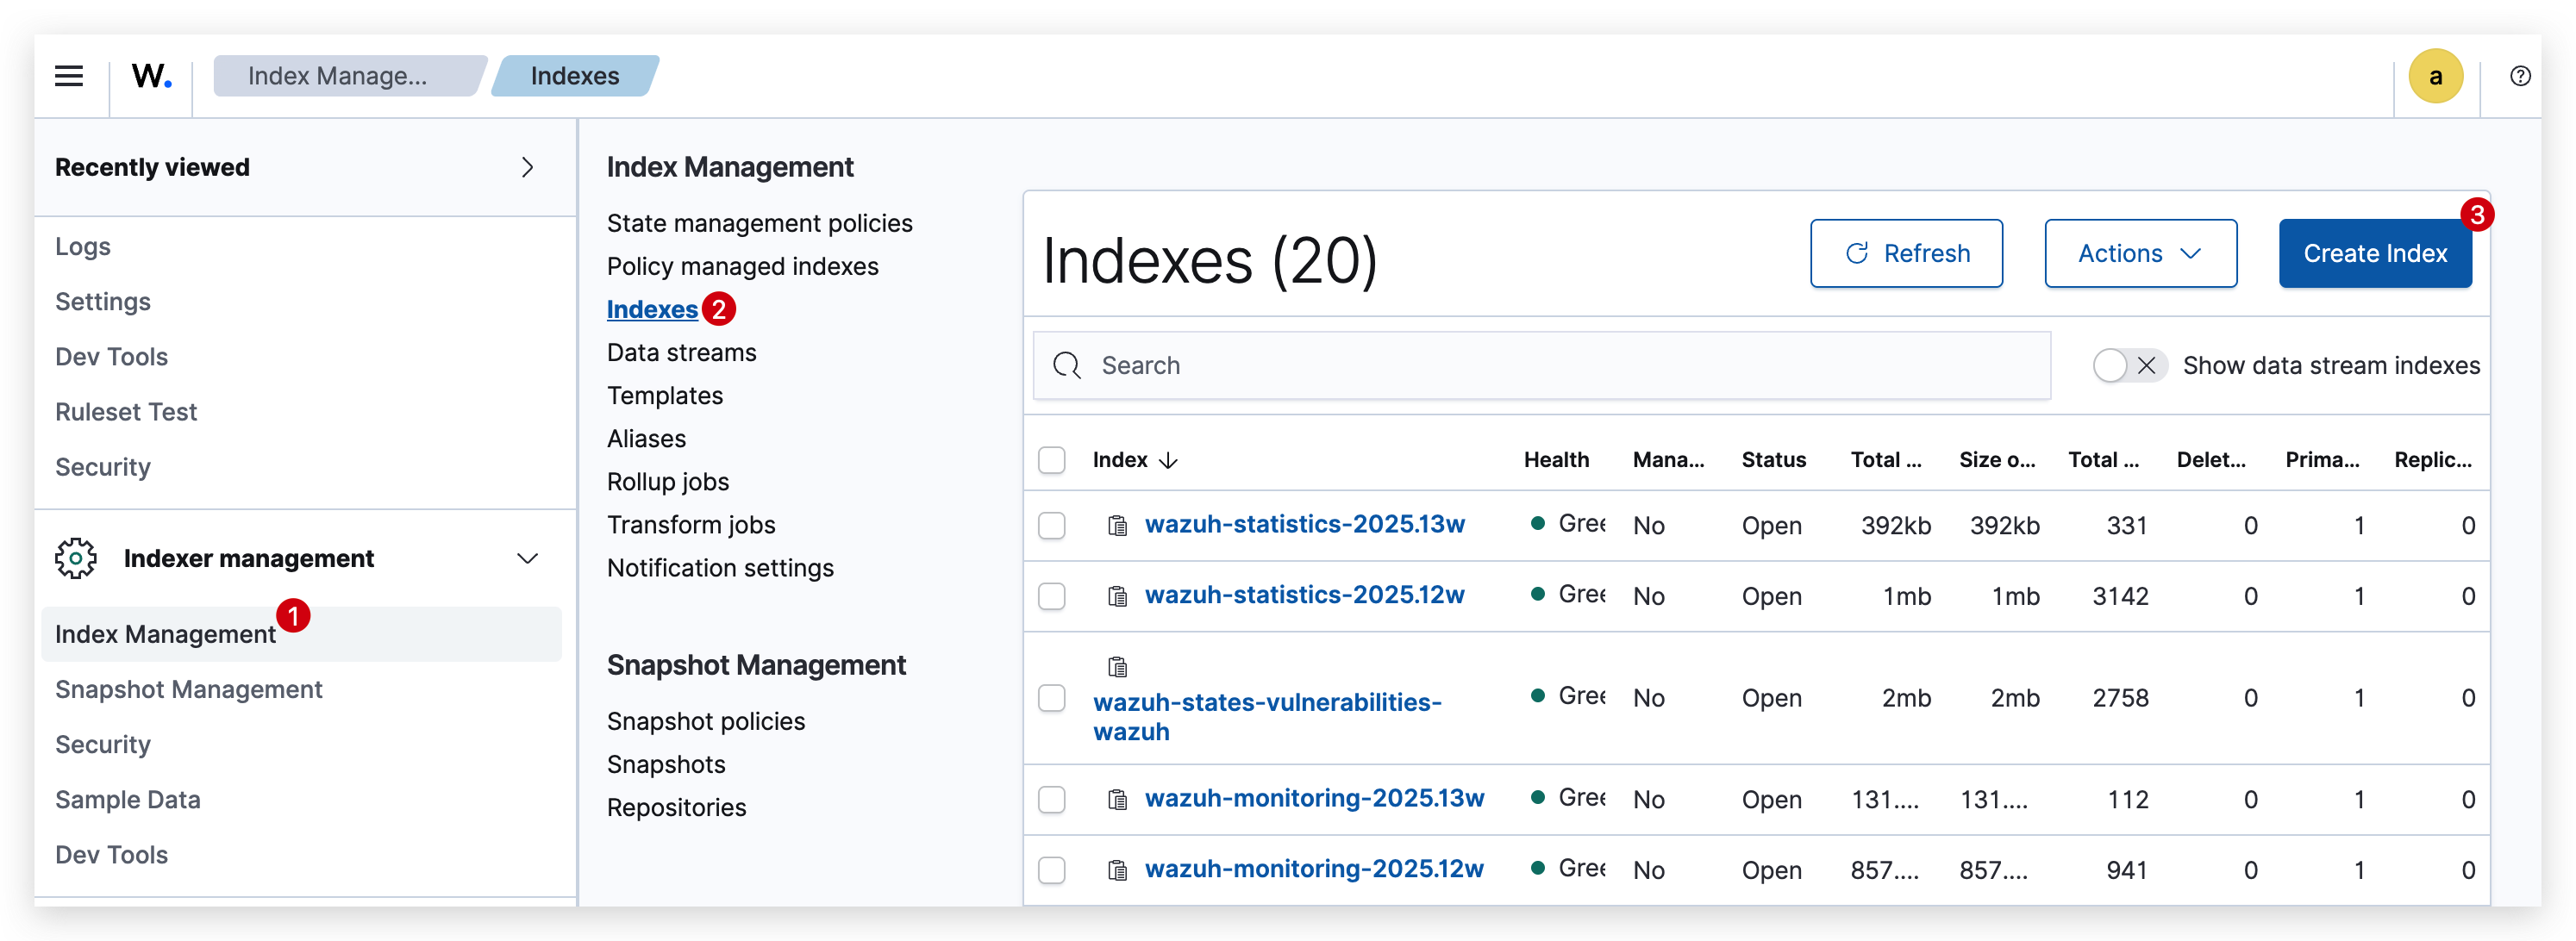 W.
Index Manage...
Indexes
a
Recently viewed
Logs
Settings
Dev Tools
Ruleset Test
Security
Indexer management
Index Management 1
Snapshot Management
Security
Sample Data
Dev Tools
Index Management
State management policies
Policy managed indexes
Indexes 2
Data streams
Templates
Aliases
Rollup jobs
Transform jobs
Notification settings
Snapshot Management
Snapshot policies
Snapshots
Repositories
Indexes (20)
Refresh
Actions
Create Index 3
Search
Show data stream indexes
Index Health Mana... Status Total ... Size o... Total ... Delet... Prima... Replic...
wazuh-statistics-2025.13w Gree No Open 392kb 392kb 331 0 1 0
wazuh-statistics-2025.12w Gree No Open 1mb 1mb 3142 0 1 0
wazuh-states-vulnerabilities-
wazuh Gree No Open 2mb 2mb 2758 0 1 0
wazuh-monitoring-2025.13w Gree No Open 131.... 131.... 112 0 1 0
wazuh-monitoring-2025.12w Gree No Open 857.... 857.... 941 0 1 0